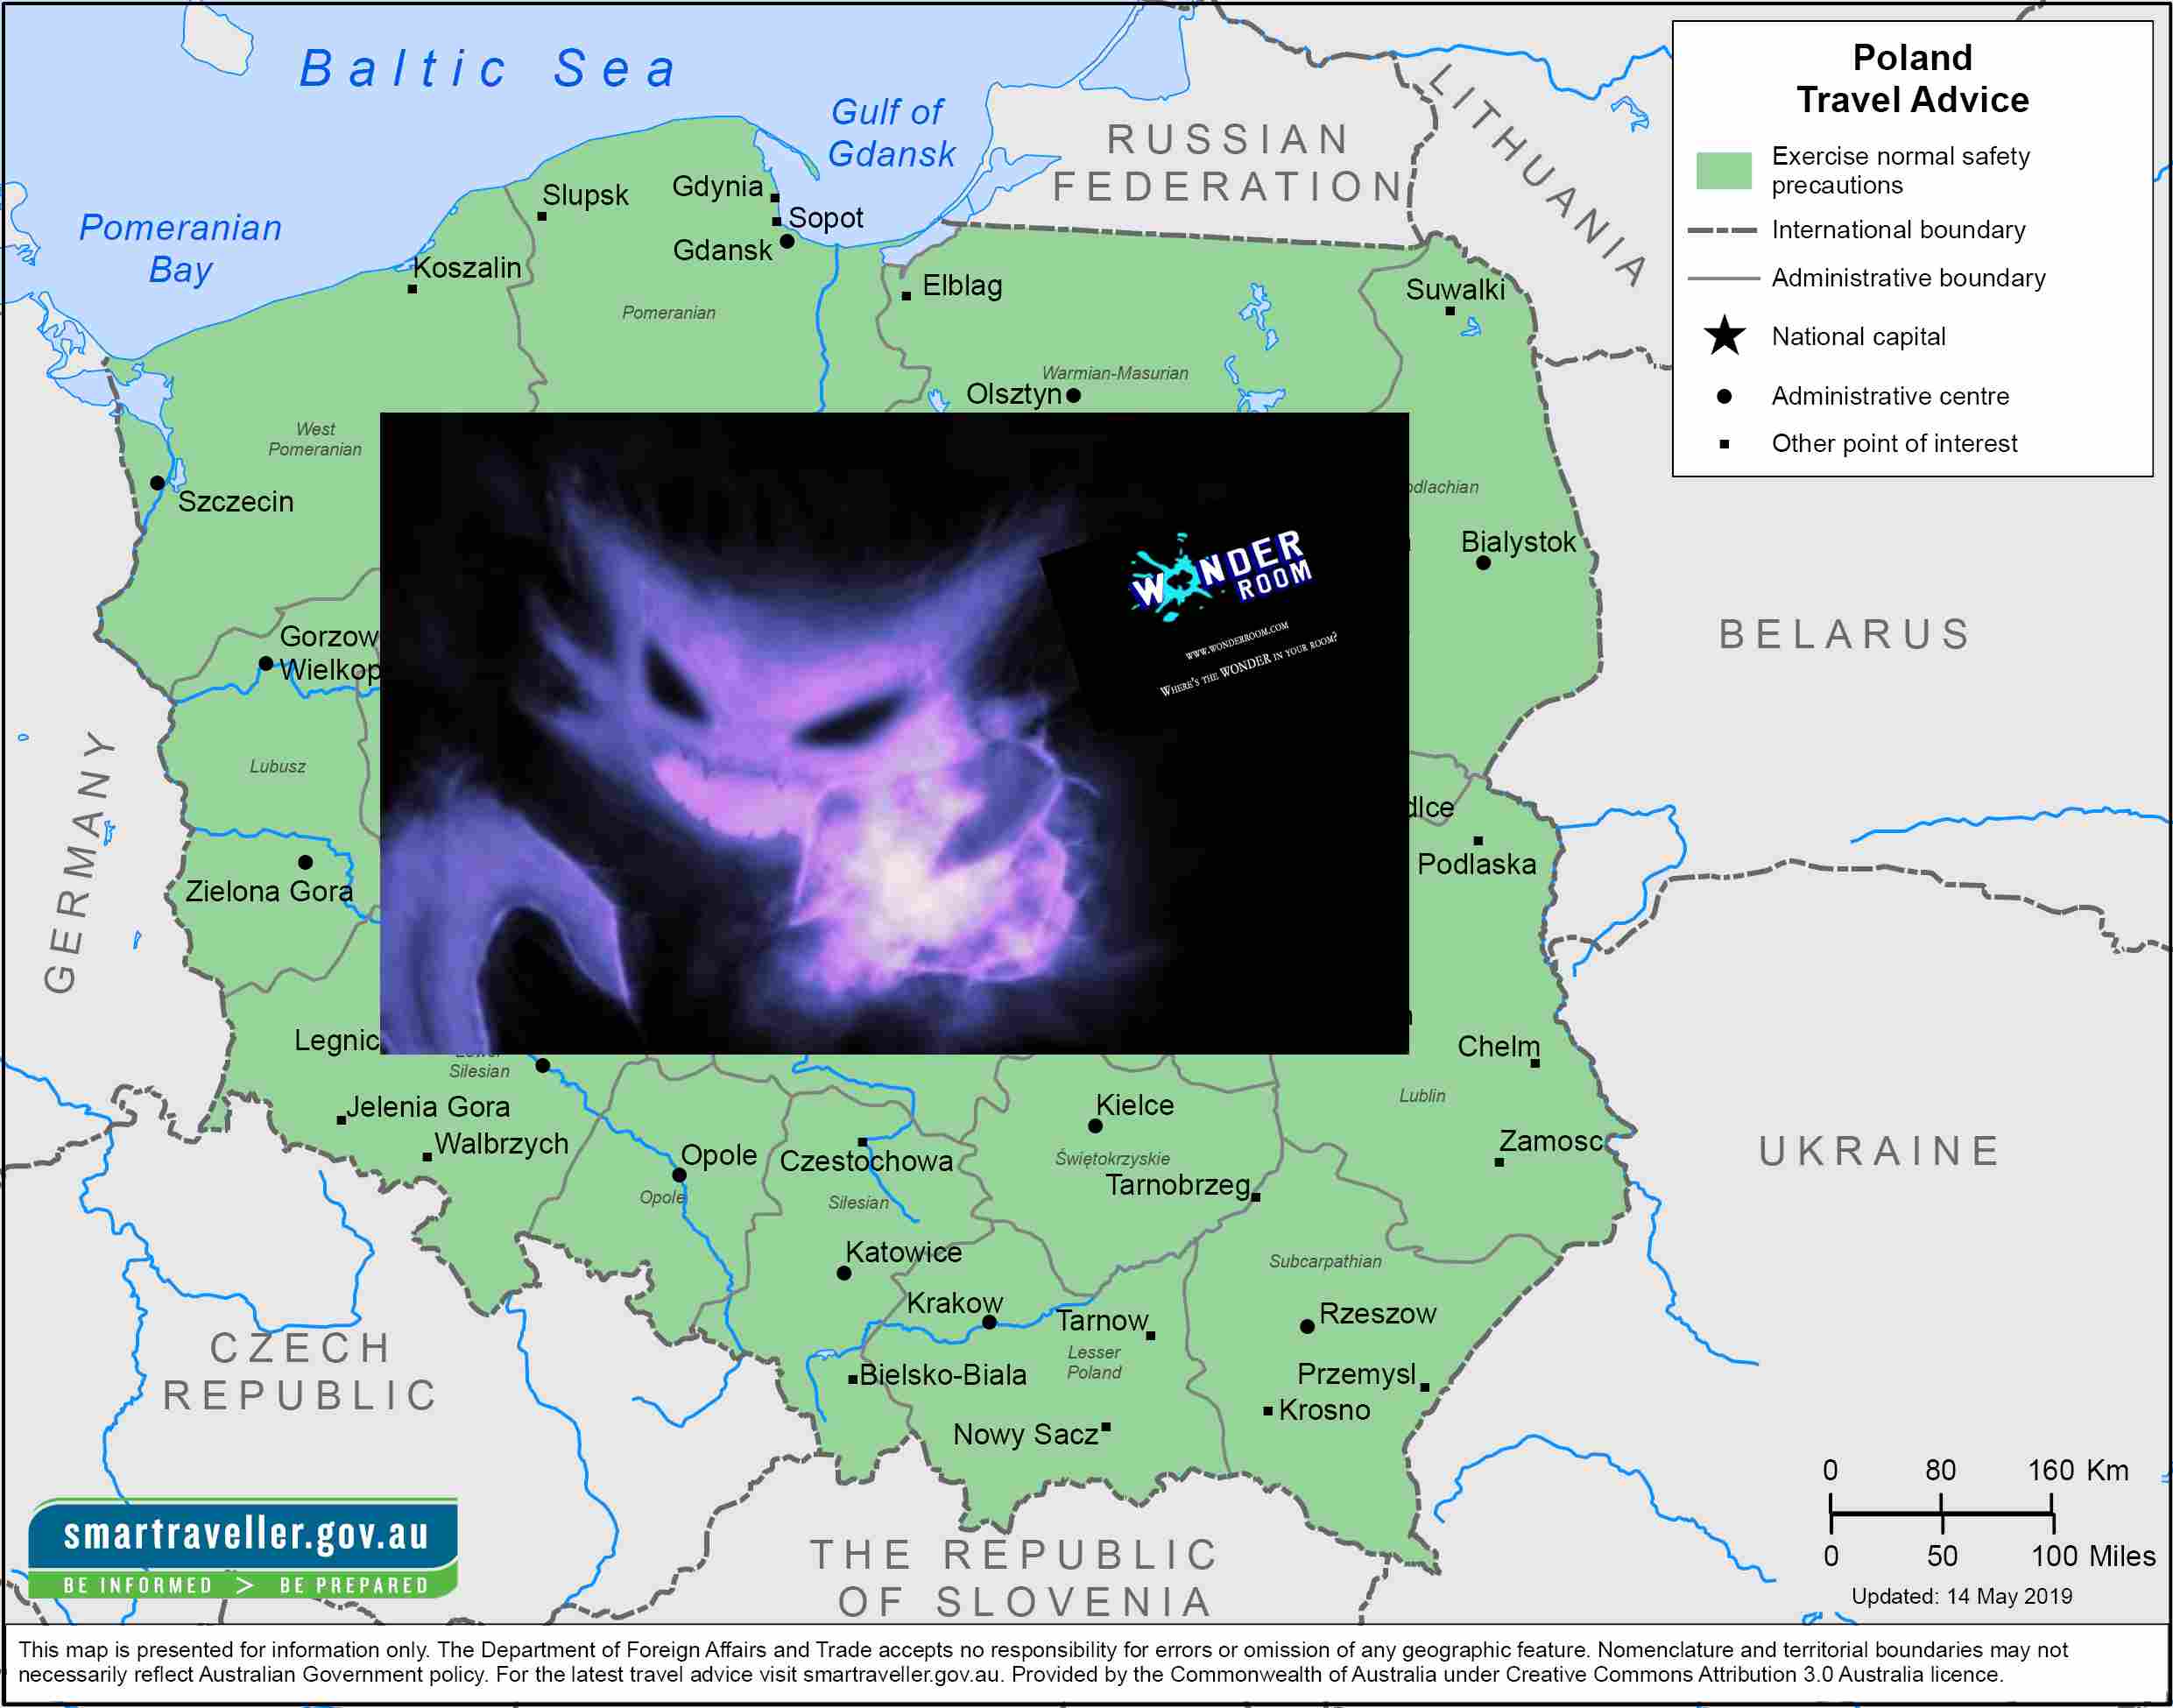 Baltic Sea
Gulf of
Gdansk
Pomeranian
Bay
RUSSIAN
FEDERATION
LITHUANIA
Poland
Travel Advice
Exercise normal safety
precautions
International boundary
Administrative boundary
National capital
Administrative centre
Other point of interest
Slupsk
Gdynia
Sopot
Gdansk
Koszalin
Elblag
Suwalki
Pomeranian
Warmian-Masurian
Olsztyn
West
Pomeranian
Szczecin
odlachian
Bialystok
WONDER
ROOM
www.wonderroom.com
Where's the WONDER in your room?
Gorzow
Wielkop
BELARUS
GERMANY
Lubusz
dlce
Podlaska
Zielona Gora
Legnic
Silesian
Chelm
Lublin
Jelenia Gora
Walbrzych
Kielce
Opole
Czestochowa
Świętokrzyskie
Tarnobrzeg
Zamosc
UKRAINE
Opole
Silesian
Katowice
Subcarpathian
Krakow
Tarnow
Rzeszow
Lesser
Poland
CZECH
REPUBLIC
Bielsko-Biala
Przemysl
Krosno
Nowy Sacz
0 80 160 Km
0 50 100 Miles
Updated: 14 May 2019
smartraveller.gov.au
BE INFORMED > BE PREPARED
THE REPUBLIC
OF SLOVENIA
This map is presented for information only. The Department of Foreign Affairs and Trade accepts no responsibility for errors or omission of any geographic feature. Nomenclature and territorial boundaries may not
necessarily reflect Australian Government policy. For the latest travel advice visit smartraveller.gov.au. Provided by the Commonwealth of Australia under Creative Commons Attribution 3.0 Australia licence.